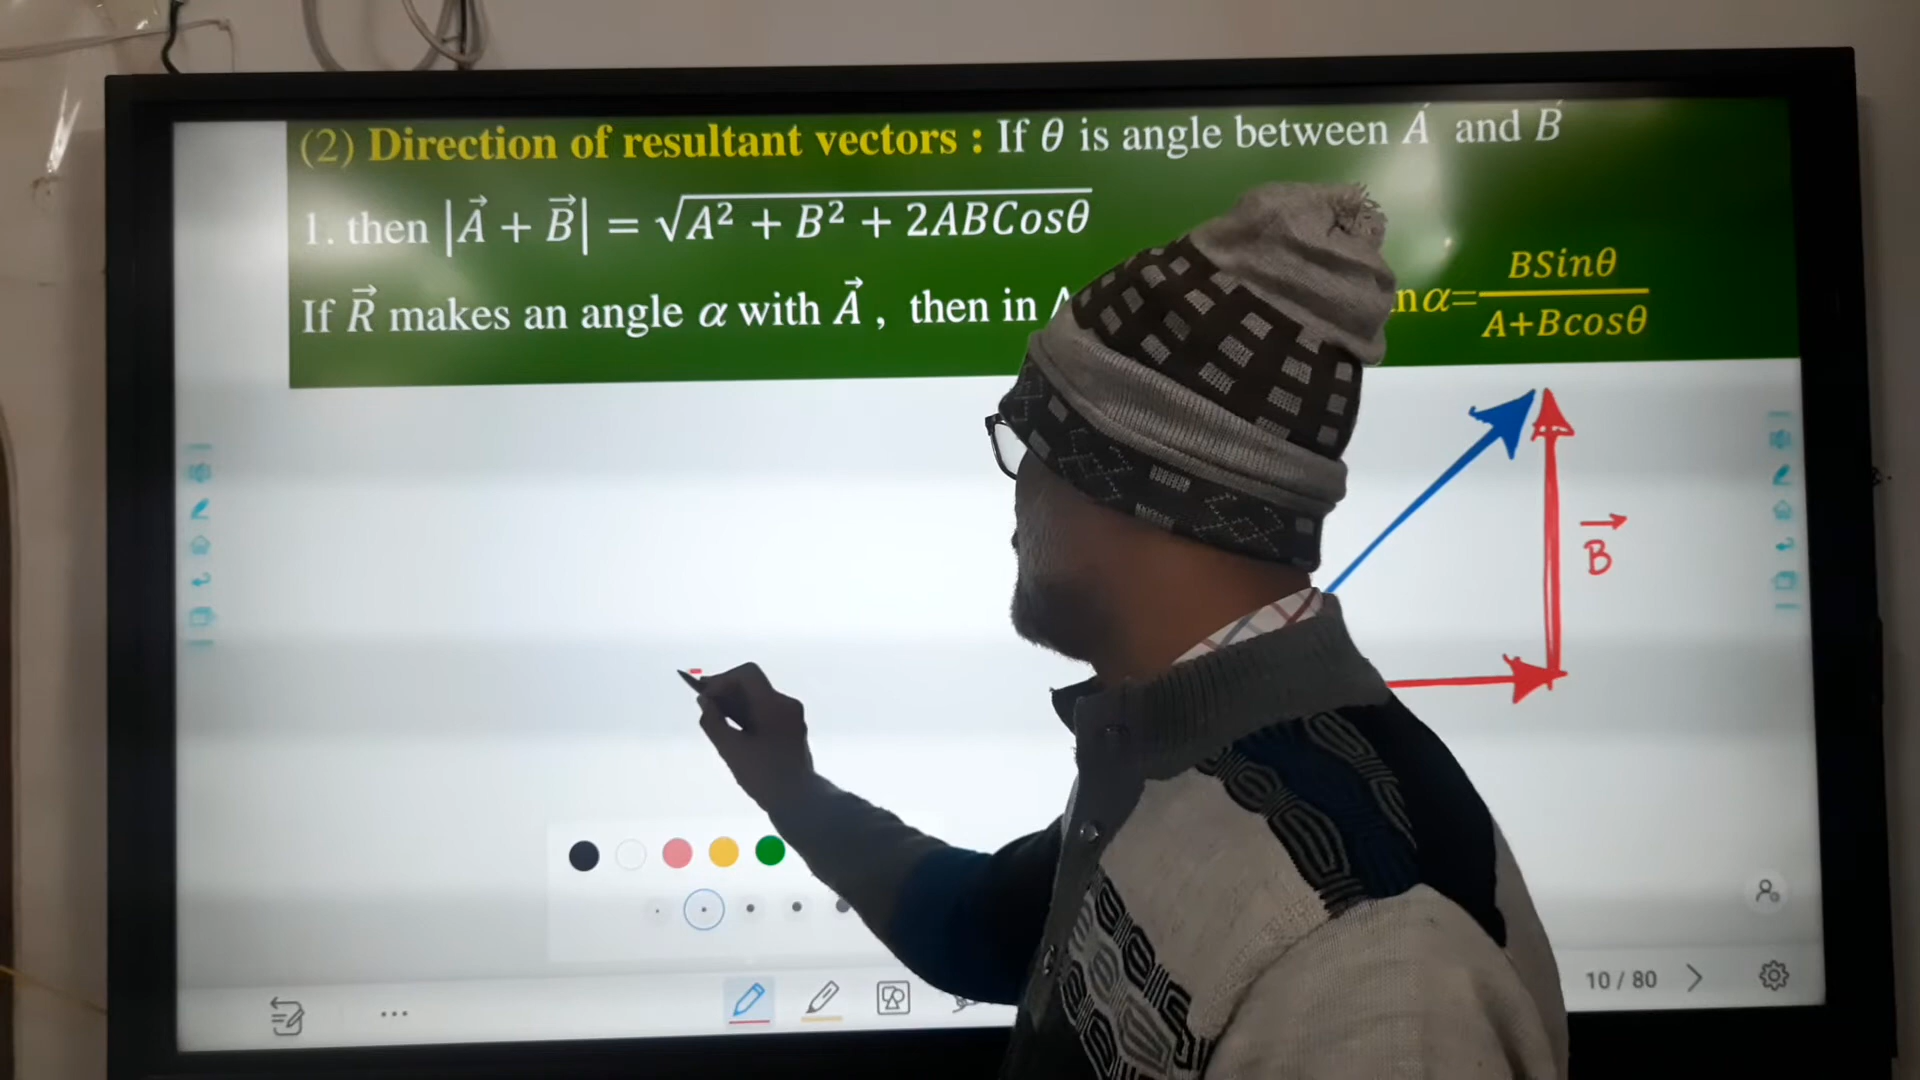 (2) Direction of resultant vectors : If θ is angle between A⃗ and B⃗
1. then |A⃗ + B⃗| = √A² + B² + 2ABCosθ
If R⃗ makes an angle α with A⃗ , then in
nα= BSinθ
A+Bcosθ
B⃗
10 / 80